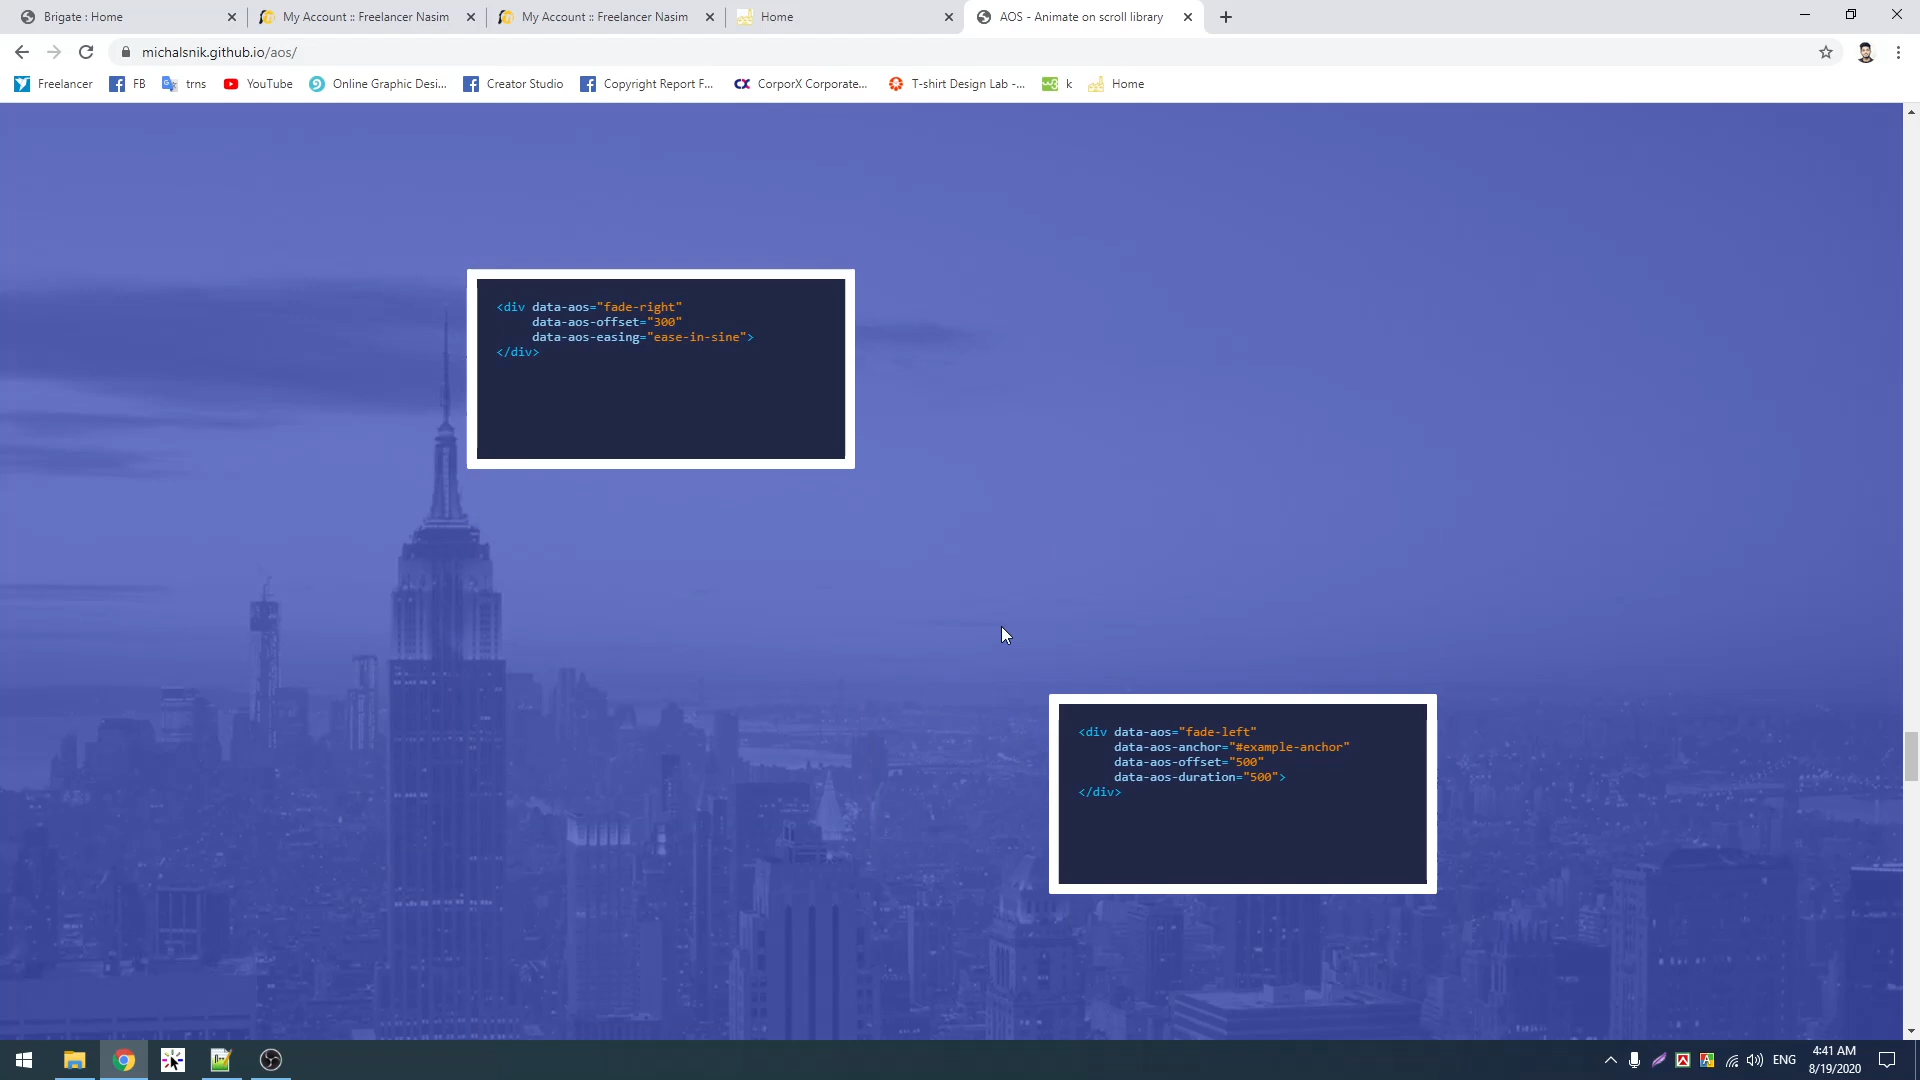 Brigate : Home
My Account :: Freelancer Nasim
My Account :: Freelancer Nasim
Home
AOS - Animate on scroll library
michalsnik.github.io/aos/
Freelancer
FB
trns
YouTube
Online Graphic Desi...
Creator Studio
Copyright Report F...
CX CorporX Corporate...
T-shirt Design Lab -...
k
Home
<div data-aos="fade-right"
data-aos-offset="300"
data-aos-easing="ease-in-sine">
</div>
<div data-aos="fade-left"
data-aos-anchor="#example-anchor"
data-aos-offset="500"
data-aos-duration="500">
</div>
ENG
4:41 AM
8/19/2020